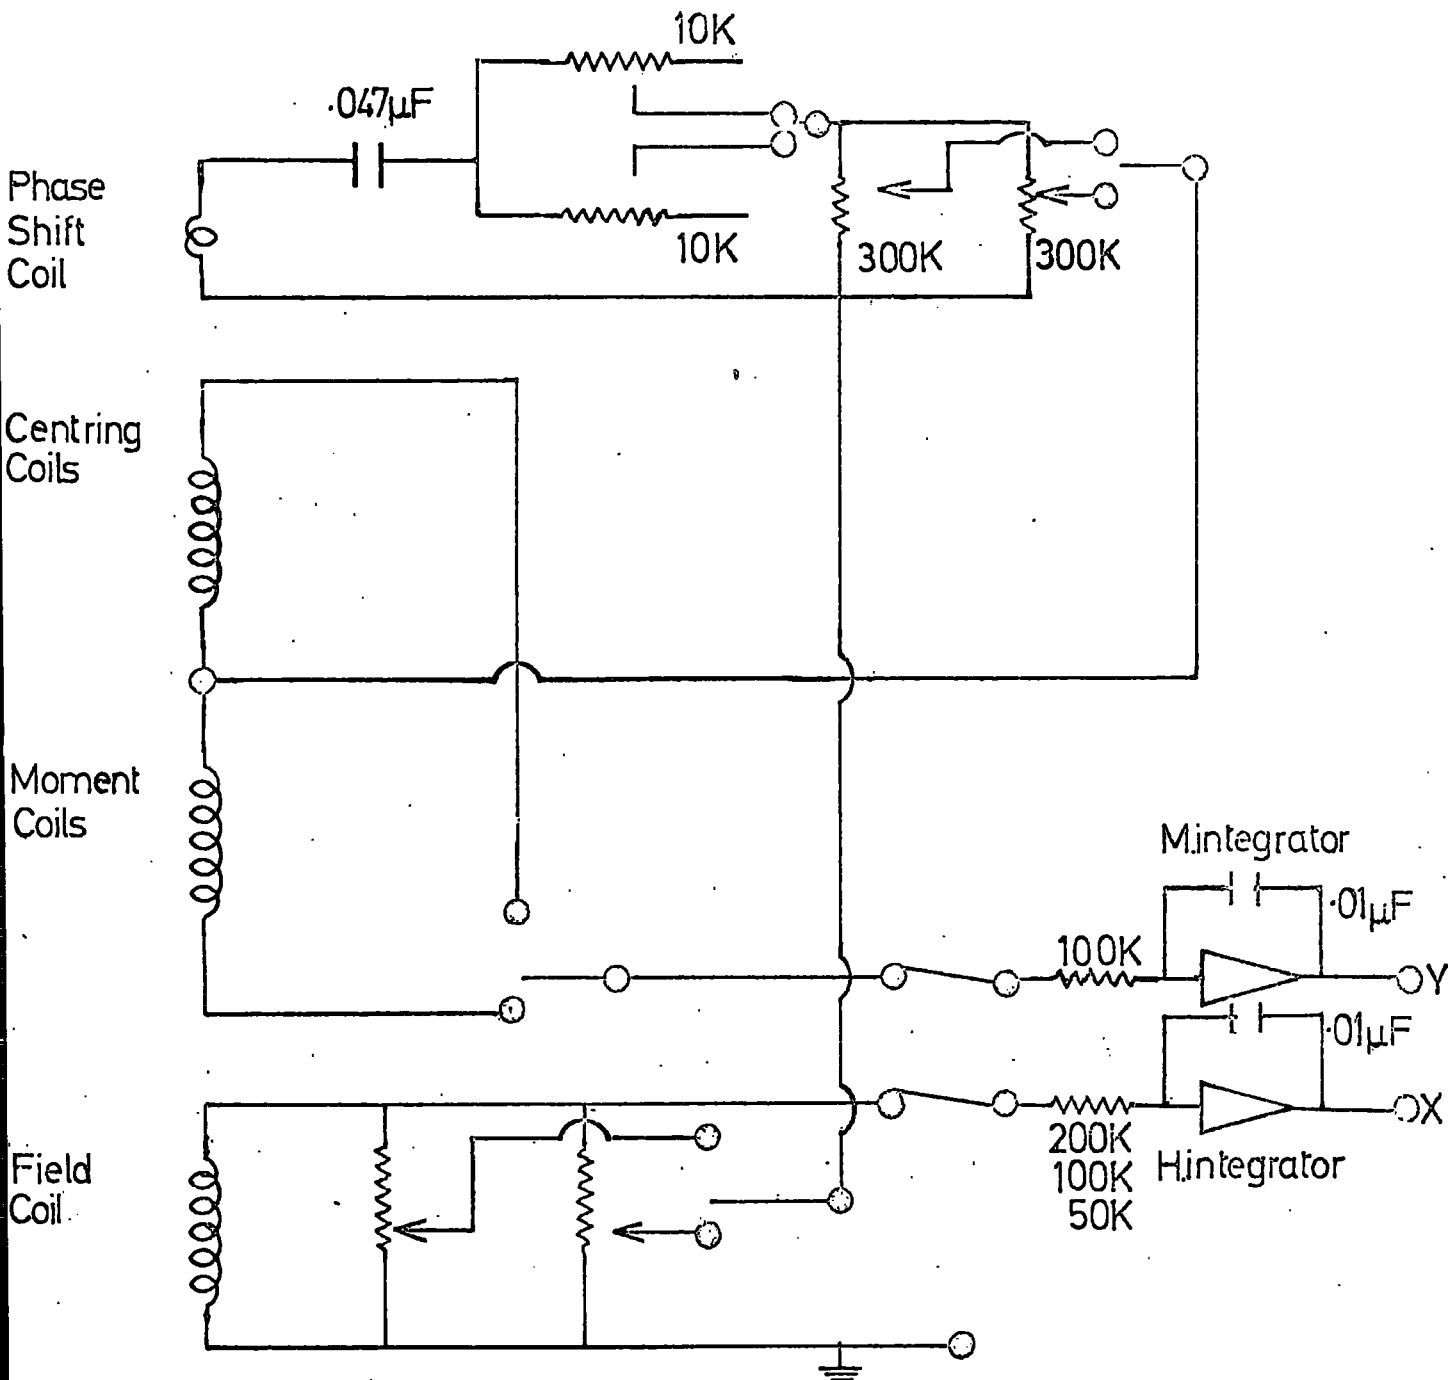 10K
.047µF
Phase
Shift
Coil
10K
300K
300K
Centring
Coils
Moment
Coils
M.integrator
.01µF
100K
Y
.01µF
X
200K
100K
50K
H.integrator
Field
Coil